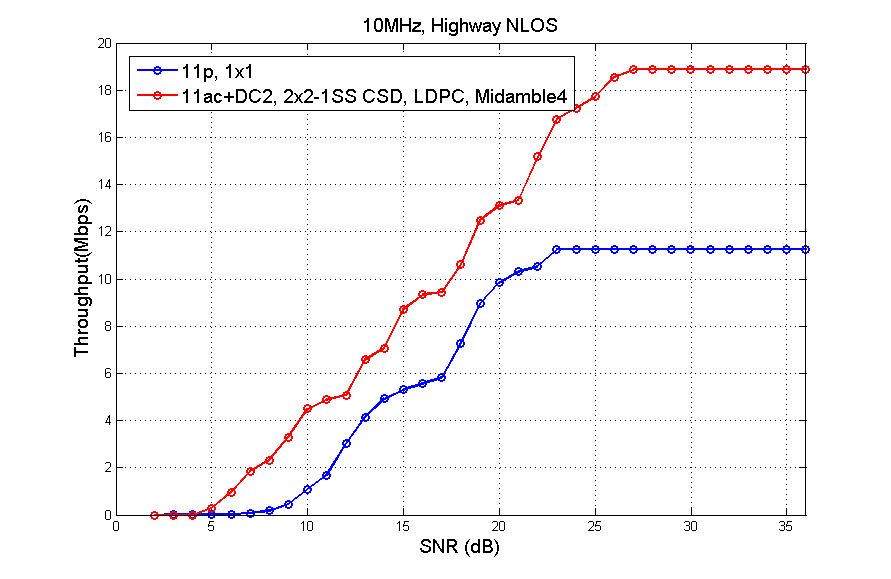 10MHz, Highway NLOS
11p, 1x1
11ac+DC2, 2x2-1SS CSD, LDPC, Midamble4
Throughput(Mbps)
20
18
16
14
12
10
8
6
4
2
0
0 5 10 15 20 25 30 35
SNR (dB)